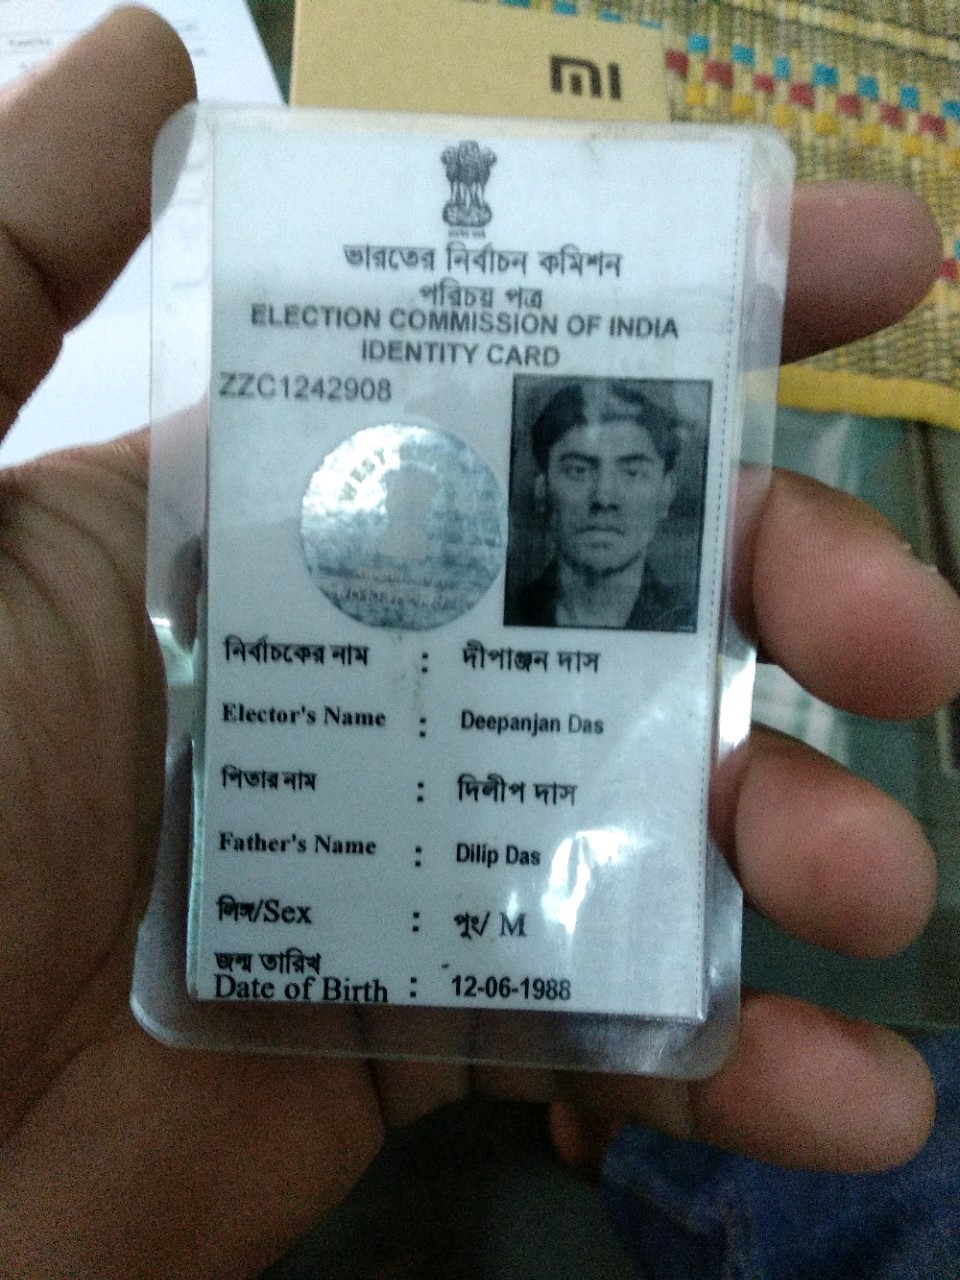 mi
ভারতের নির্বাচন কমিশন
পরিচয় পত্র
ELECTION COMMISSION OF INDIA
IDENTITY CARD
ZZC1242908
WEST
নির্বাচকের নাম : দীপাঞ্জন দাস
Elector's Name : Deepanjan Das
পিতার নাম : দিলীপ দাস
Father's Name : Dilip Das
লিঙ্গ/Sex : পুং/ M
জন্ম তারিখ
Date of Birth : 12-06-1988